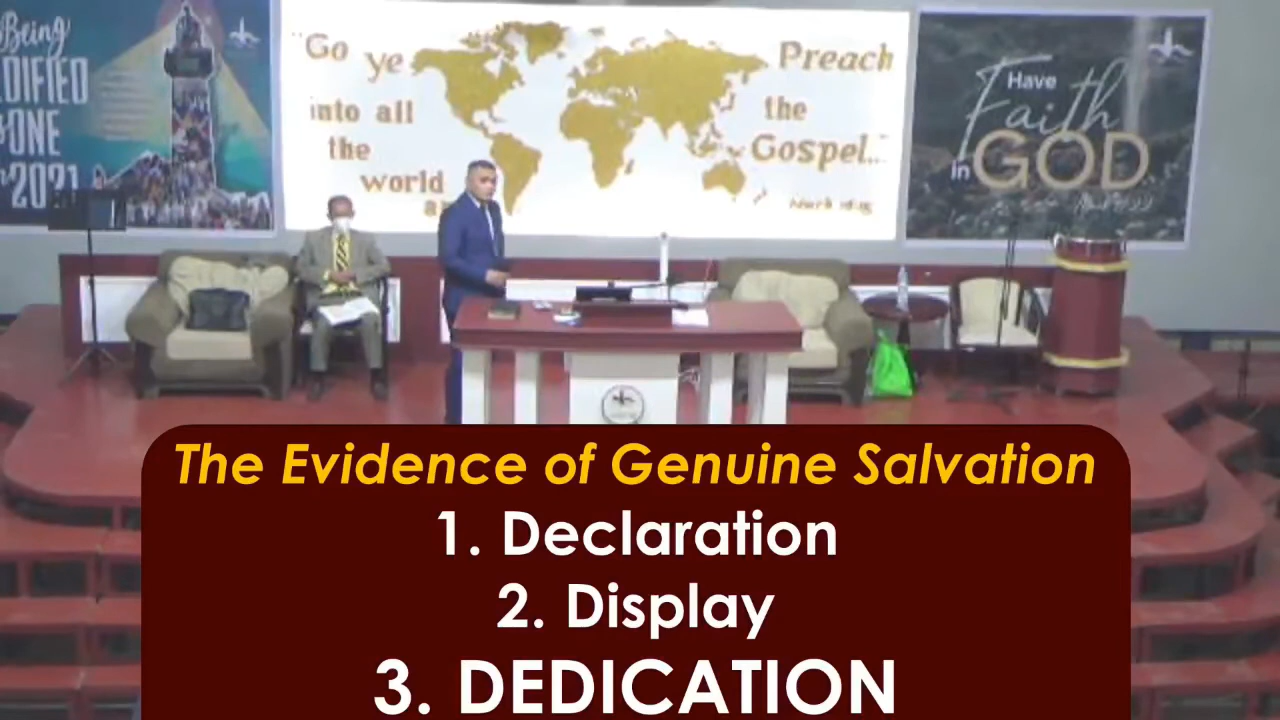 Being
EDIFIED
ONE
2021
"Go ye
into all
the
world
Preach
the
Gospel...
Have
Faith
in GOD
The Evidence of Genuine Salvation
1. Declaration
2. Display
3. DEDICATION